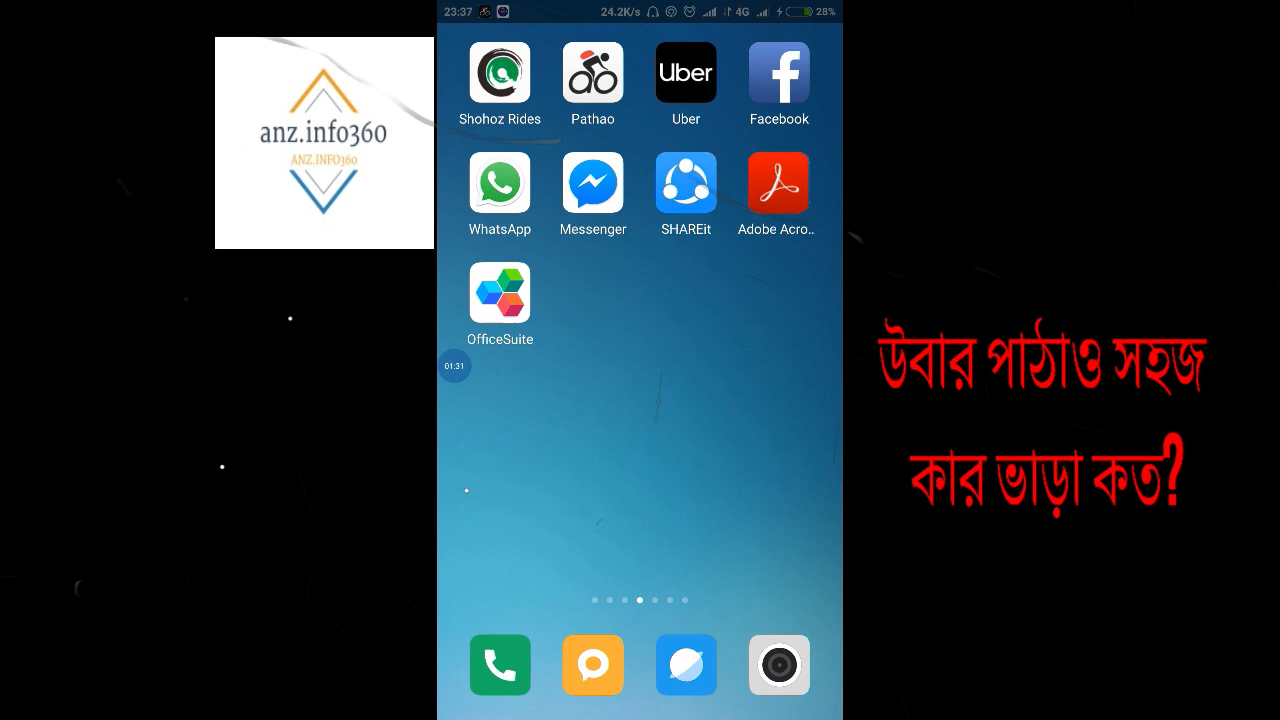 23:37 24.2K/s 4G 28%
anz.info360
ANZ.INFO360
Uber
Shohoz Rides Pathao Uber Facebook
WhatsApp Messenger SHAREit Adobe Acro..
OfficeSuite
01:31
উবার পাঠাও সহজ
কার ভাড়া কত?